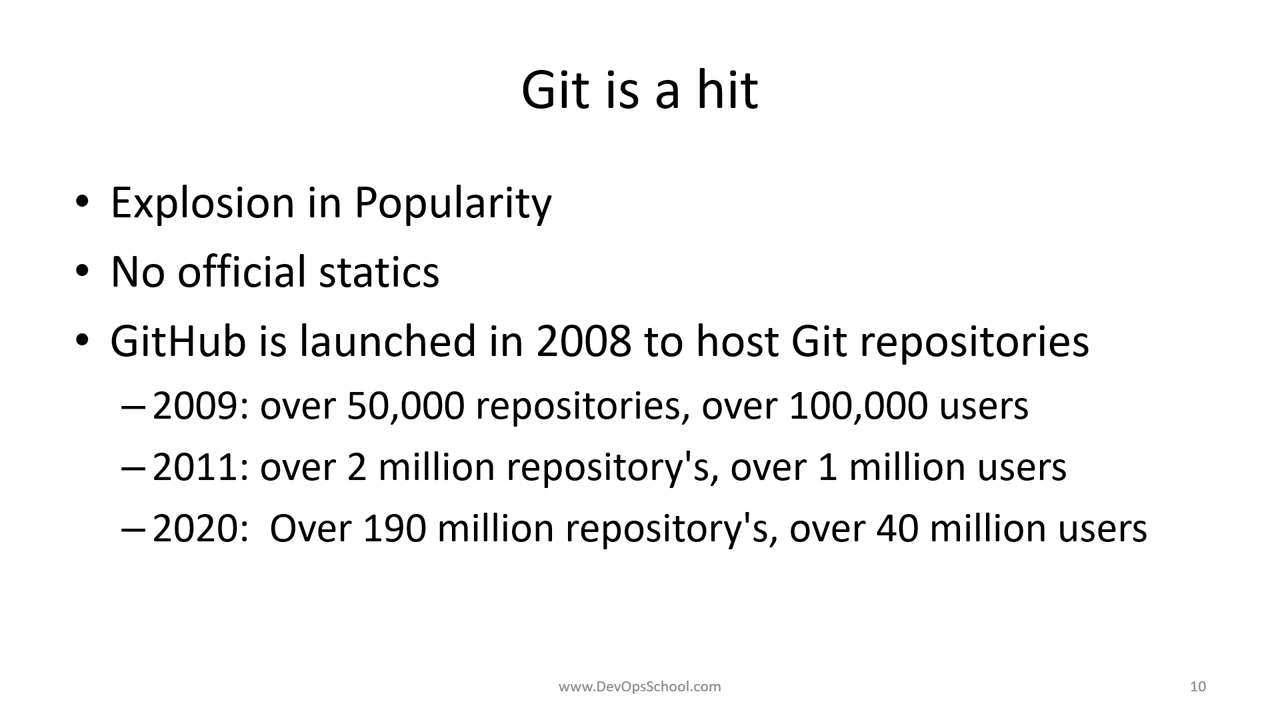 Git is a hit
• Explosion in Popularity
• No official statics
• GitHub is launched in 2008 to host Git repositories
– 2009: over 50,000 repositories, over 100,000 users
– 2011: over 2 million repository's, over 1 million users
– 2020:  Over 190 million repository's, over 40 million users
www.DevOpsSchool.com
10